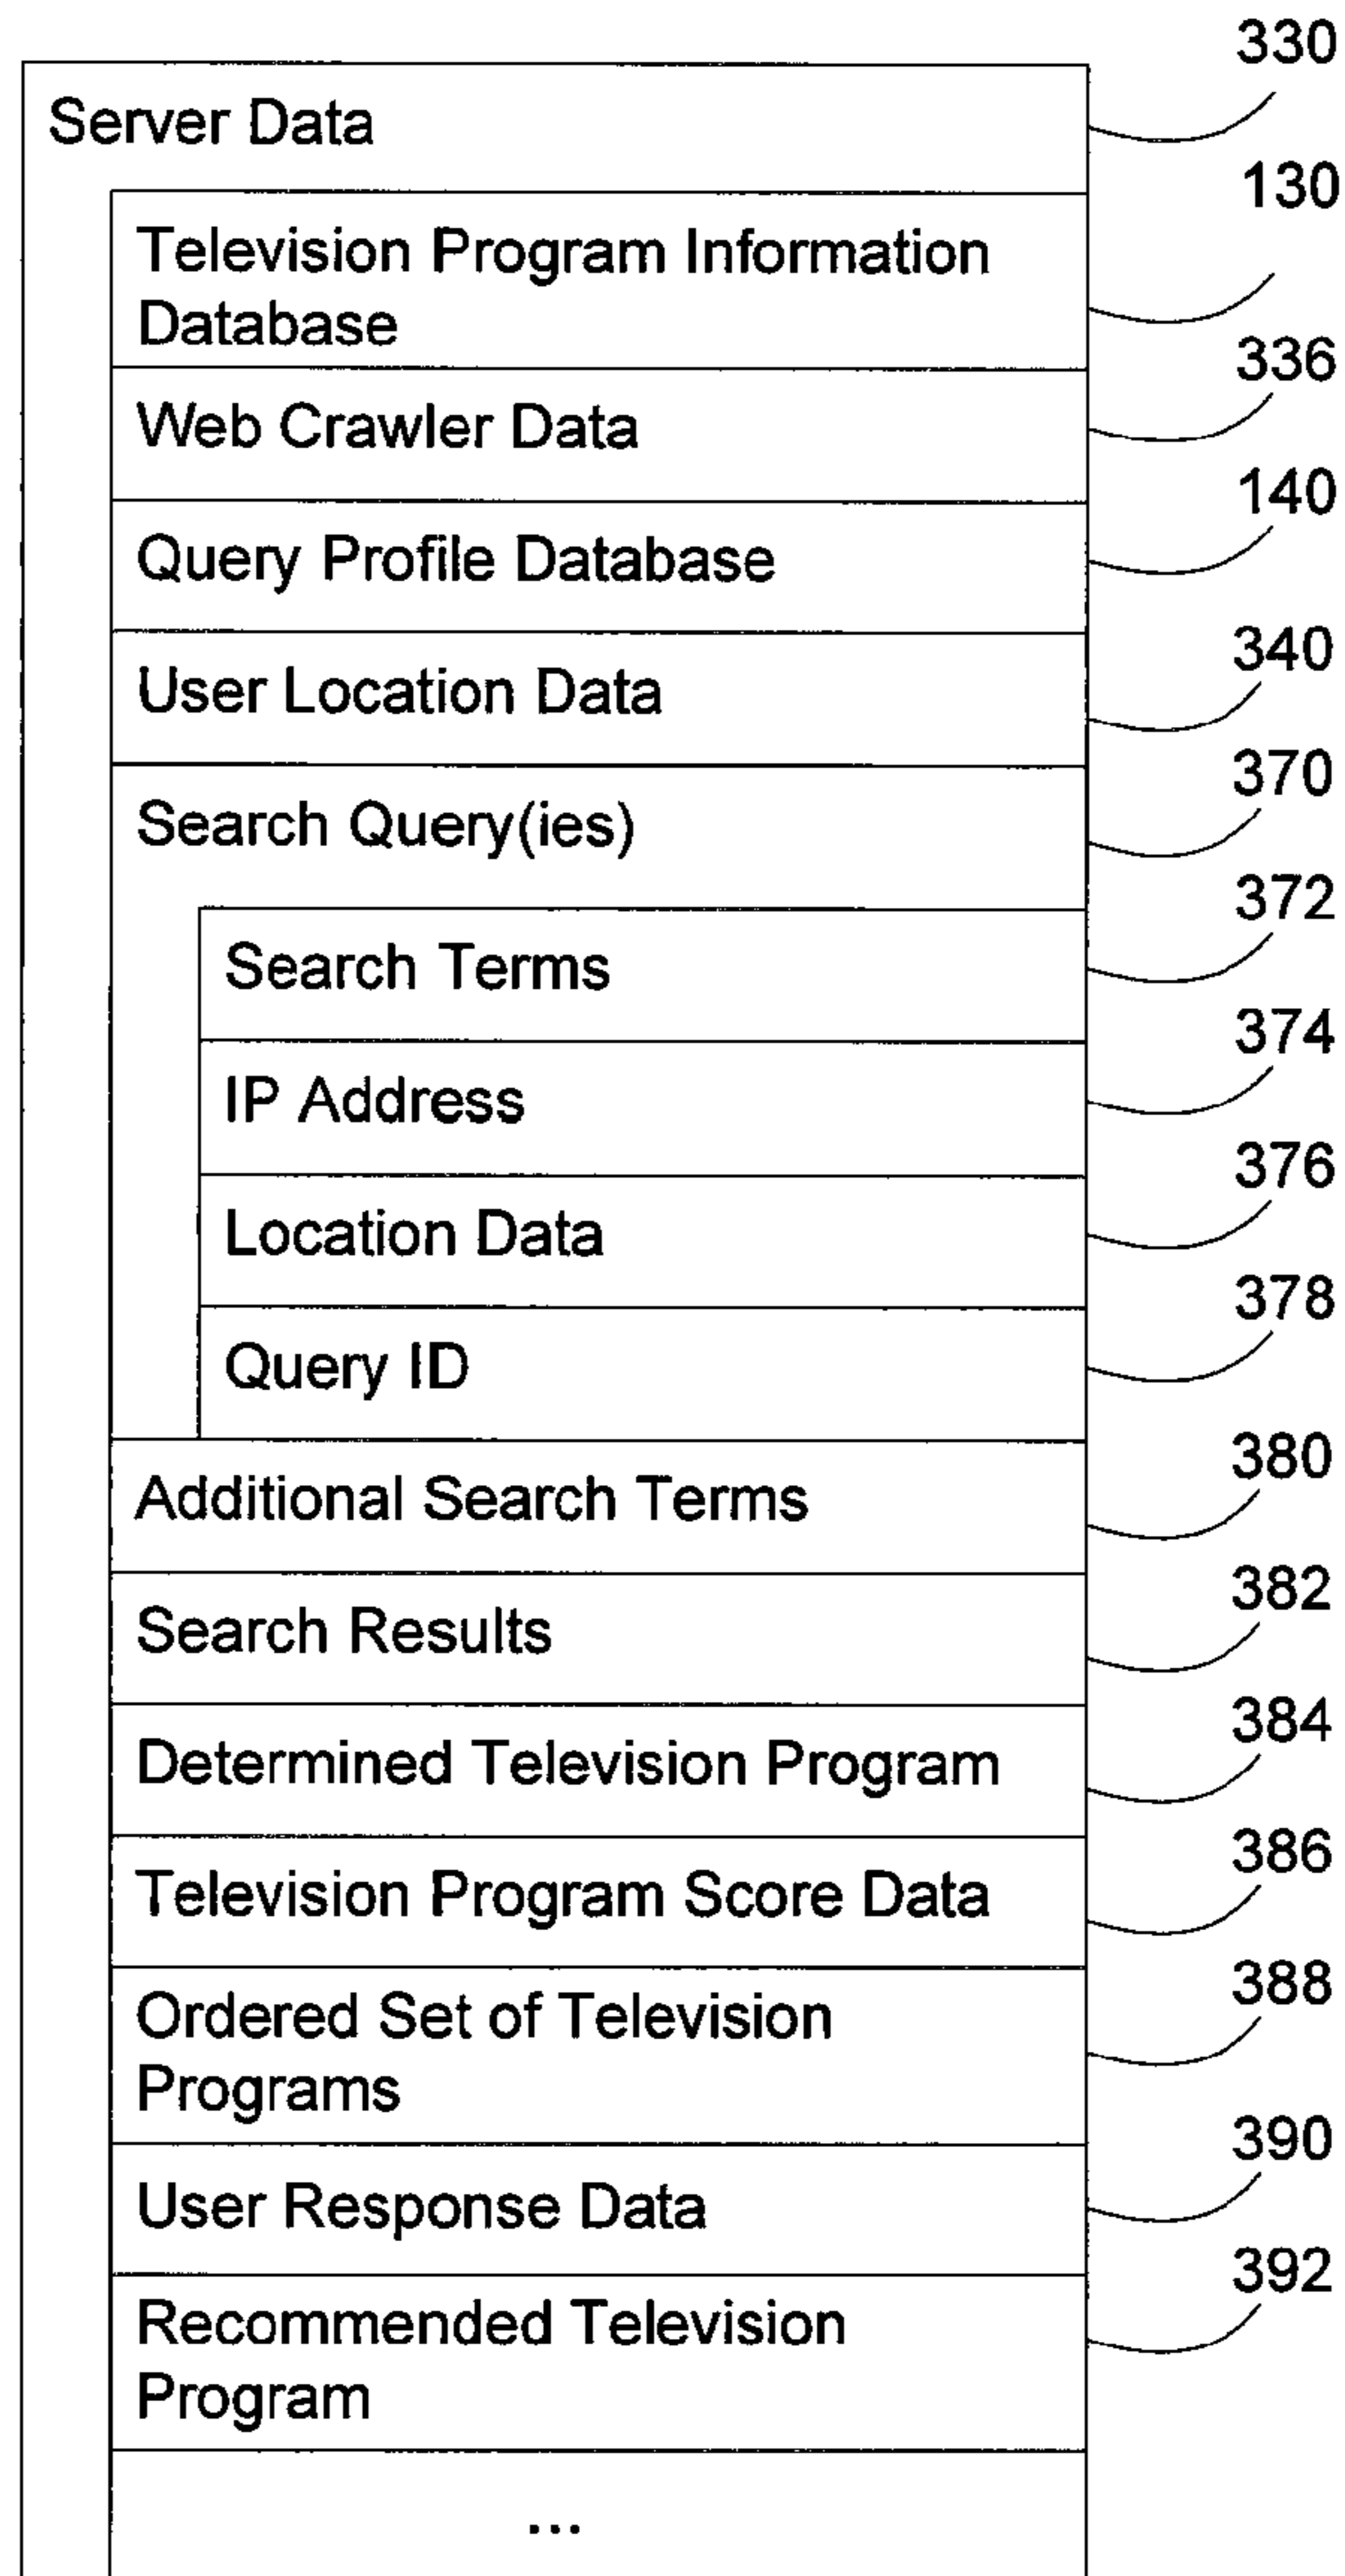 330
Server Data
130
Television Program Information
Database
336
Web Crawler Data
140
Query Profile Database
340
User Location Data
370
Search Query(ies)
372
Search Terms
374
IP Address
376
Location Data
378
Query ID
380
Additional Search Terms
382
Search Results
384
Determined Television Program
386
Television Program Score Data
388
Ordered Set of Television
Programs
390
User Response Data
392
Recommended Television
Program
...